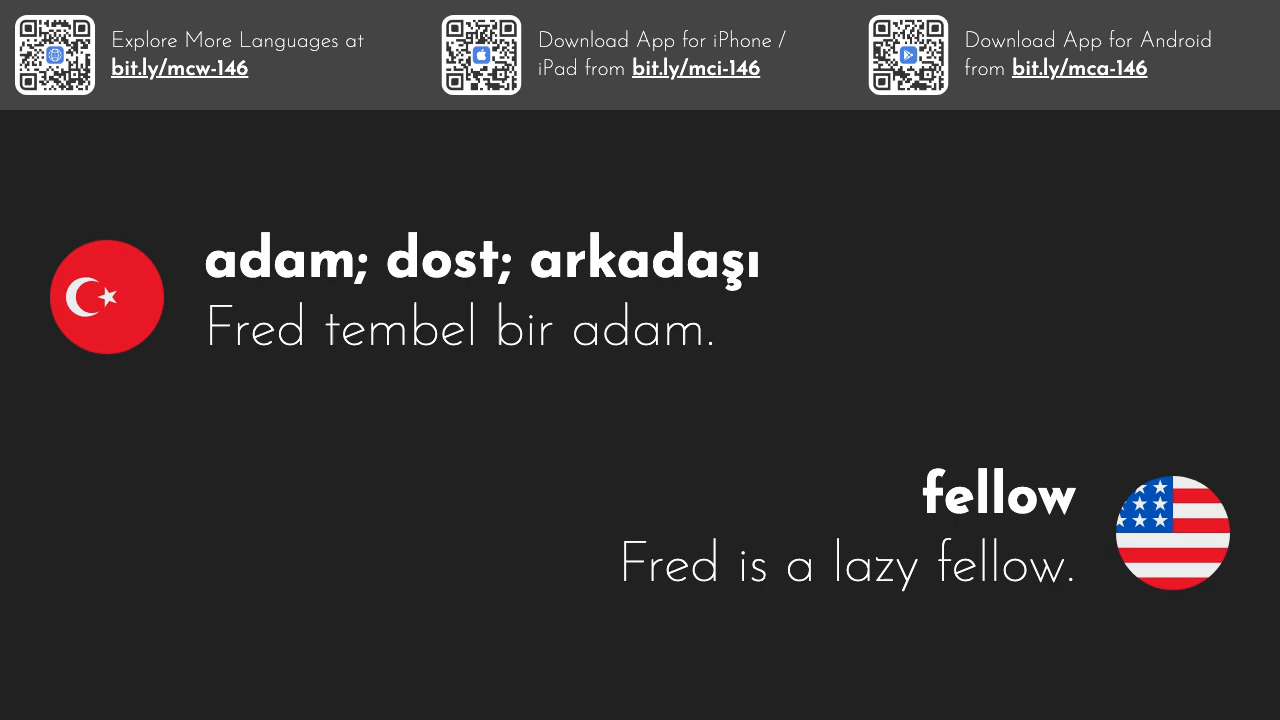 Explore More Languages at
bit.ly/mcw-146
Download App for iPhone /
iPad from bit.ly/mci-146
Download App for Android
from bit.ly/mca-146
adam; dost; arkadaşı
Fred tembel bir adam.
fellow
Fred is a lazy fellow.